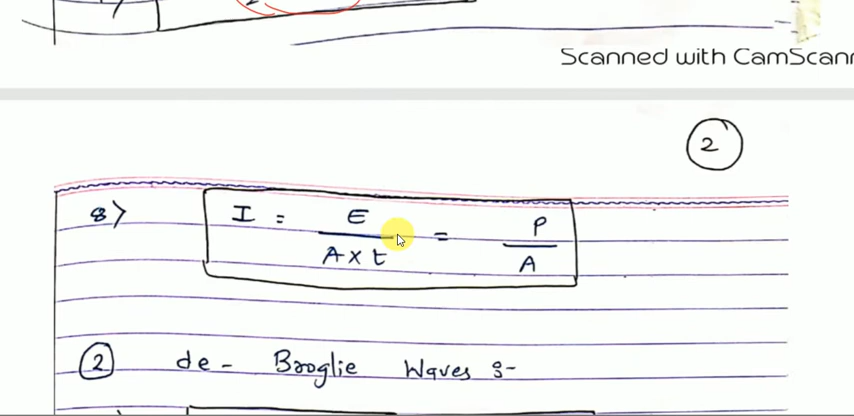 Scanned with CamScann
2
8>
I = E / A x t = P / A
2 de- Broglie Waves :-